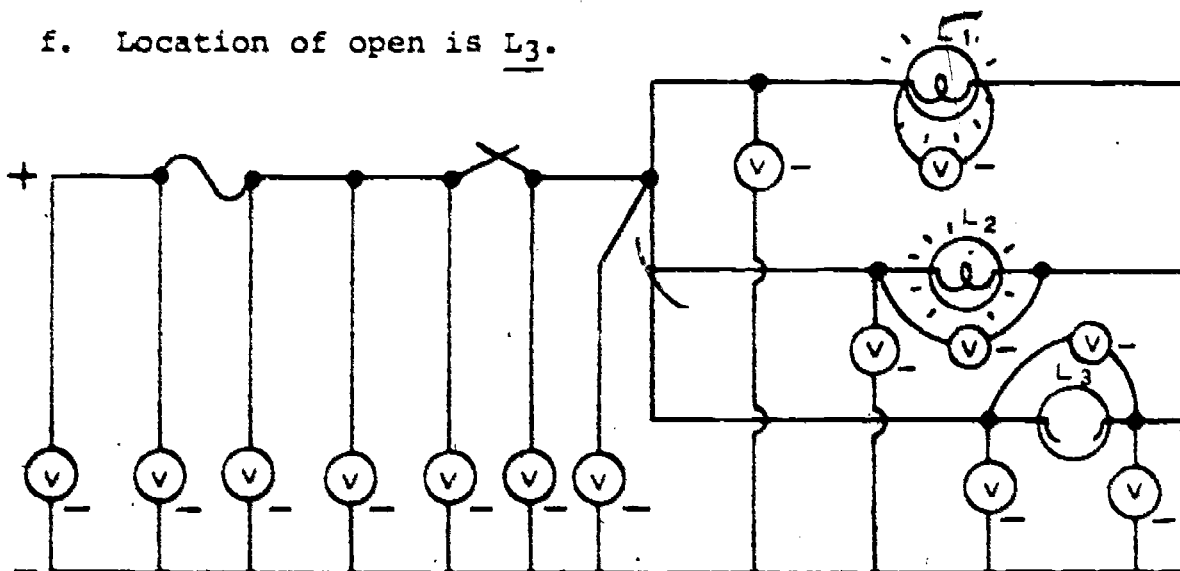 f. Location of open is L3.
L1
+
V -
V -
L2
V -
V -
V -
L3
V -
V -
V -
V -
V -
V -
V -
V -
V -